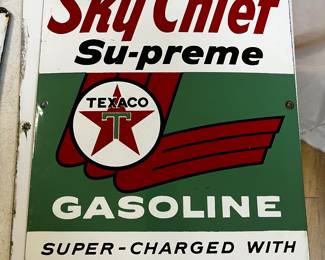 Sky Chief
Su-preme
TEXACO
T
GASOLINE
SUPER-CHARGED WITH